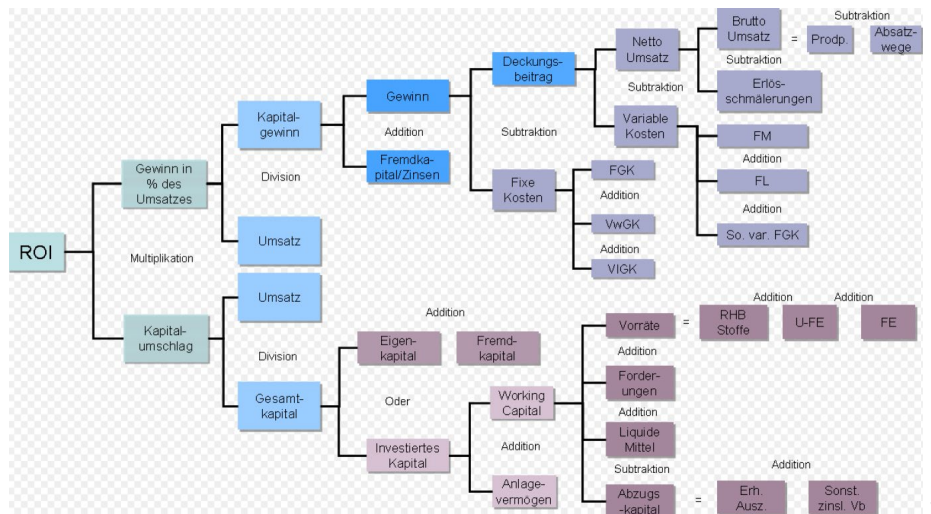 Subtraktion
Brutto
Umsatz
=
Prodp.
Absatz-
wege
Netto
Umsatz
Subtraktion
Deckungs-
beitrag
Subtraktion
Erlös-
schmälerungen
Gewinn
Kapital-
gewinn
Variable
Kosten
Addition
Subtraktion
FM
Addition
Gewinn in
% des
Umsatzes
Division
Fremdka-
pital/Zinsen
Fixe
Kosten
FGK
Addition
FL
Addition
VwGK
Umsatz
So. var. FGK
Addition
VIGK
ROI
Multiplikation
Umsatz
Addition
Addition
Addition
Vorräte
=
RHB
Stoffe
U-FE
FE
Kapital-
umschlag
Division
Eigen-
kapital
Fremd-
kapital
Addition
Forder-
ungen
Gesamt-
kapital
Oder
Working
Capital
Addition
Liquide
Mittel
Investiertes
Kapital
Addition
Subtraktion
Addition
Anlage-
vermögen
Abzugs
-kapital
=
Erh.
Ausz.
Sonst.
zinsl. Vb